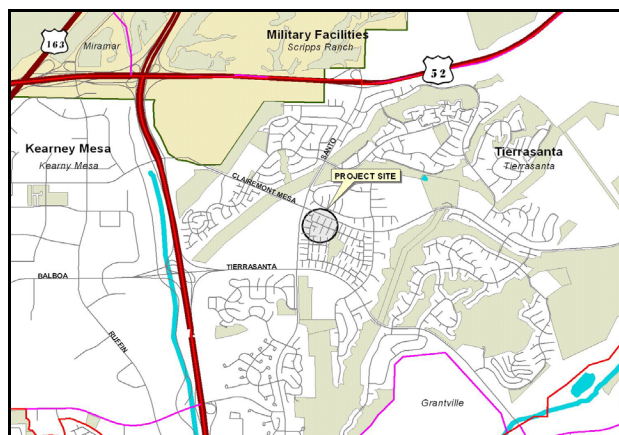 163
Miramar
Military Facilities
Scripps Ranch
52
Kearney Mesa
Kearny Mesa
SANTO
Tierrasanta
Tierrasanta
CLAIREMONT MESA
PROJECT SITE
BALBOA
TIERRASANTA
RUFFIN
Grantville